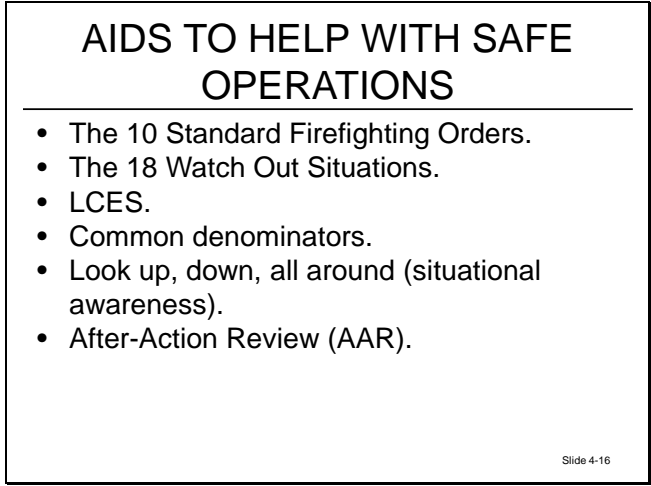 AIDS TO HELP WITH SAFE
OPERATIONS
• The 10 Standard Firefighting Orders.
• The 18 Watch Out Situations.
• LCES.
• Common denominators.
• Look up, down, all around (situational
awareness).
• After-Action Review (AAR).
Slide 4-16